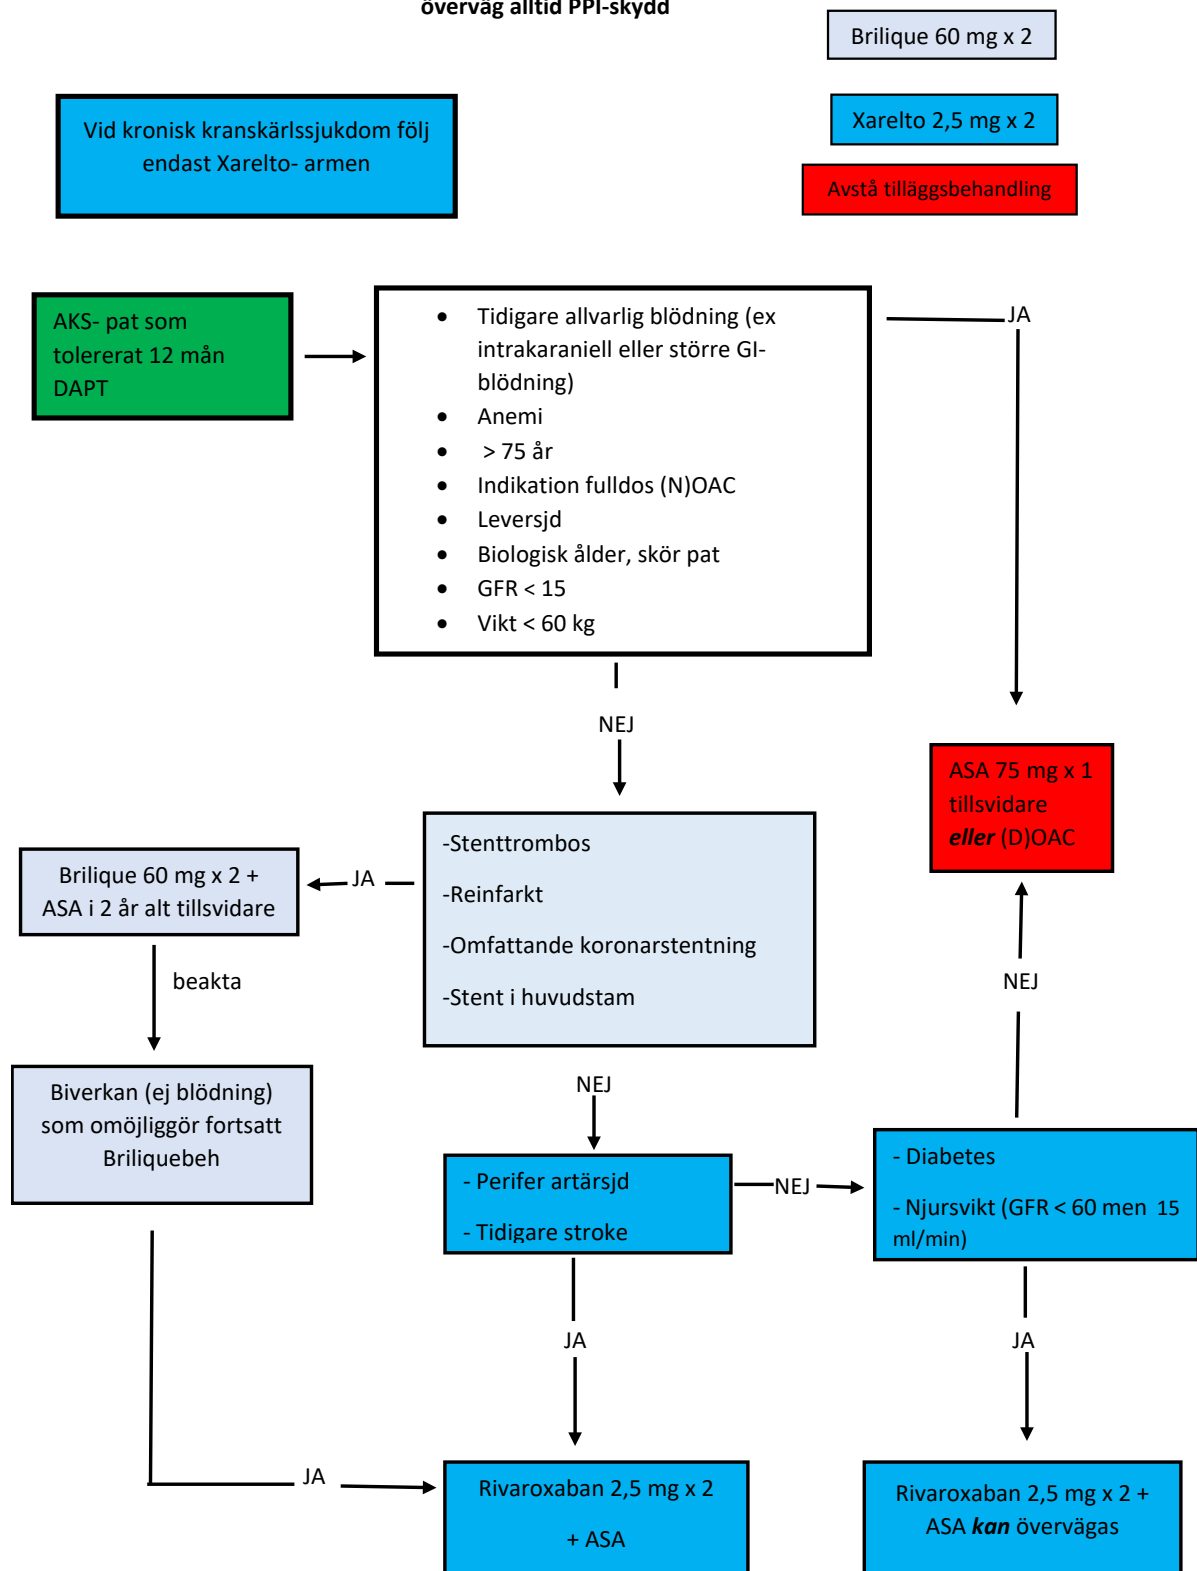 överväg alltid PPI-skydd
Brilique 60 mg x 2
Vid kronisk kranskärlssjukdom följ
endast Xarelto- armen
Xarelto 2,5 mg x 2
Avstå tilläggsbehandling
AKS- pat som
tolererat 12 mån
DAPT
• Tidigare allvarlig blödning (ex
intrakaraniell eller större GI-
blödning)
• Anemi
• > 75 år
• Indikation fulldos (N)OAC
• Leversjd
• Biologisk ålder, skör pat
• GFR < 15
• Vikt < 60 kg
JA
NEJ
ASA 75 mg x 1
tillsvidare
eller (D)OAC
-Stenttrombos
-Reinfarkt
-Omfattande koronarstentning
-Stent i huvudstam
JA
Brilique 60 mg x 2 +
ASA i 2 år alt tillsvidare
beakta
NEJ
Biverkan (ej blödning)
som omöjliggör fortsatt
Briliquebeh
NEJ
- Perifer artärsjd
- Tidigare stroke
NEJ
- Diabetes
- Njursvikt (GFR < 60 men 15
ml/min)
JA
JA
JA
Rivaroxaban 2,5 mg x 2
+ ASA
Rivaroxaban 2,5 mg x 2 +
ASA kan övervägas